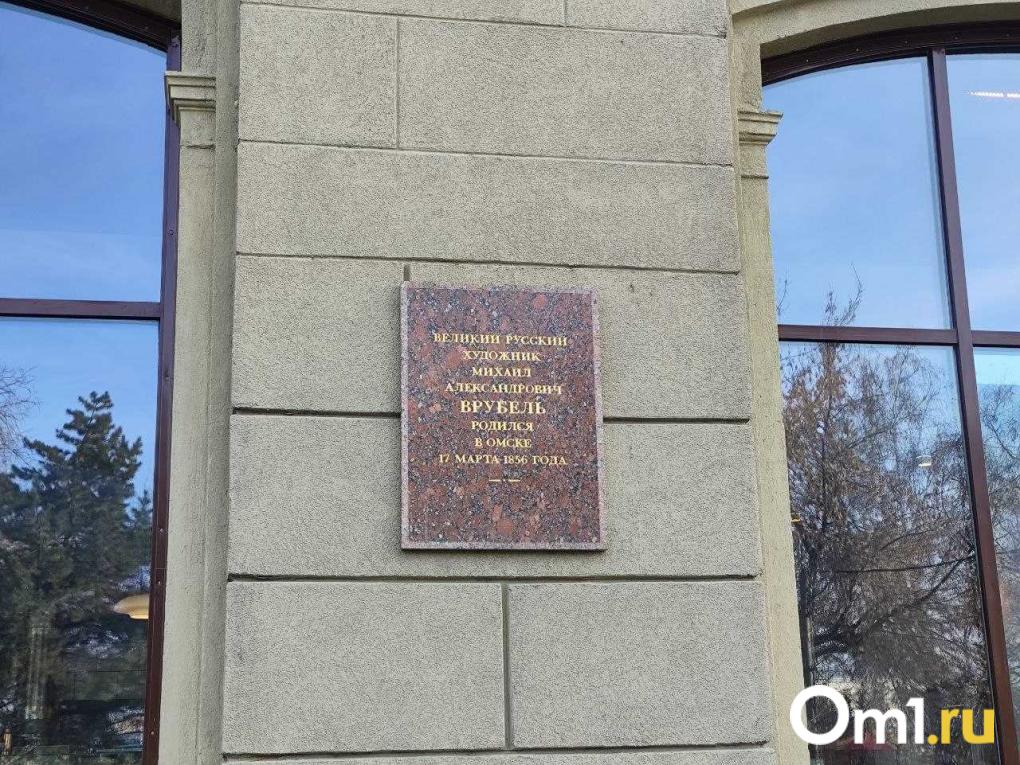 ВЕЛИКИЙ РУССКИЙ
ХУДОЖНИК
МИХАИЛ
АЛЕКСАНДРОВИЧ
ВРУБЕЛЬ
РОДИЛСЯ
В ОМСКЕ
17 МАРТА 1856 ГОДА
Om1.ru